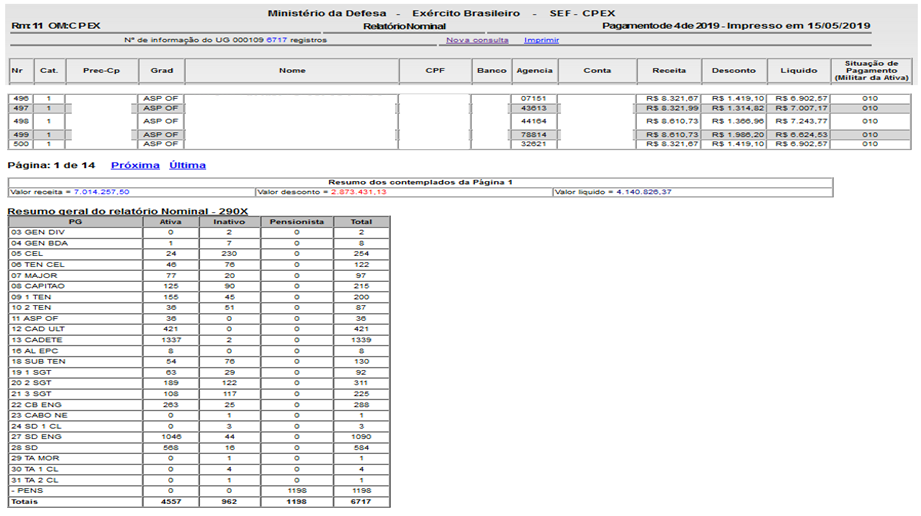 Ministério da Defesa - Exército Brasileiro - SEF - CPEX
Rm: 11 OM:CPEX Relatório Nominal Pagamento de 4 de 2019 - Impresso em 15/05/2019
Nº de informação do UG 000109 6717 registros Nova consulta Imprimir
Nr Cat. Prec-Cp Grad Nome CPF Banco Agencia Conta Receita Desconto Liquido Situação de Pagamento (Militar da Ativa)
496 1 ASP OF 07151 R$ 8.321,67 R$ 1.419,10 R$ 6.902,57 010
497 1 ASP OF 43613 R$ 8.321,99 R$ 1.314,82 R$ 7.007,17 010
498 1 ASP OF 44164 R$ 8.610,73 R$ 1.366,96 R$ 7.243,77 010
499 1 ASP OF 78814 R$ 8.610,73 R$ 1.986,20 R$ 6.624,53 010
500 1 ASP OF 32621 R$ 8.321,67 R$ 1.419,10 R$ 6.902,57 010
Página: 1 de 14 Próxima Última
Resumo dos contemplados da Página 1
Valor receita = 7.014.257,50 Valor desconto = 2.873.431,13 Valor liquido = 4.140.826,37
Resumo geral do relatório Nominal - 290X
PG Ativa Inativo Pensionista Total
03 GEN DIV 0 2 0 2
04 GEN BDA 1 7 0 8
05 CEL 24 230 0 254
06 TEN CEL 46 76 0 122
07 MAJOR 77 20 0 97
08 CAPITAO 125 90 0 215
09 1 TEN 155 45 0 200
10 2 TEN 36 51 0 87
11 ASP OF 36 0 0 36
12 CAD ULT 421 0 0 421
13 CADETE 1337 2 0 1339
16 AL EPC 8 0 0 8
18 SUB TEN 54 76 0 130
19 1 SGT 63 29 0 92
20 2 SGT 189 122 0 311
21 3 SGT 108 117 0 225
22 CB ENG 263 25 0 288
23 CABO NE 0 1 0 1
24 SD 1 CL 0 3 0 3
27 SD ENG 1046 44 0 1090
28 SD 568 16 0 584
29 TA MOR 0 1 0 1
30 TA 1 CL 0 4 0 4
31 TA 2 CL 0 1 0 1
- PENS 0 0 1198 1198
Totais 4557 962 1198 6717